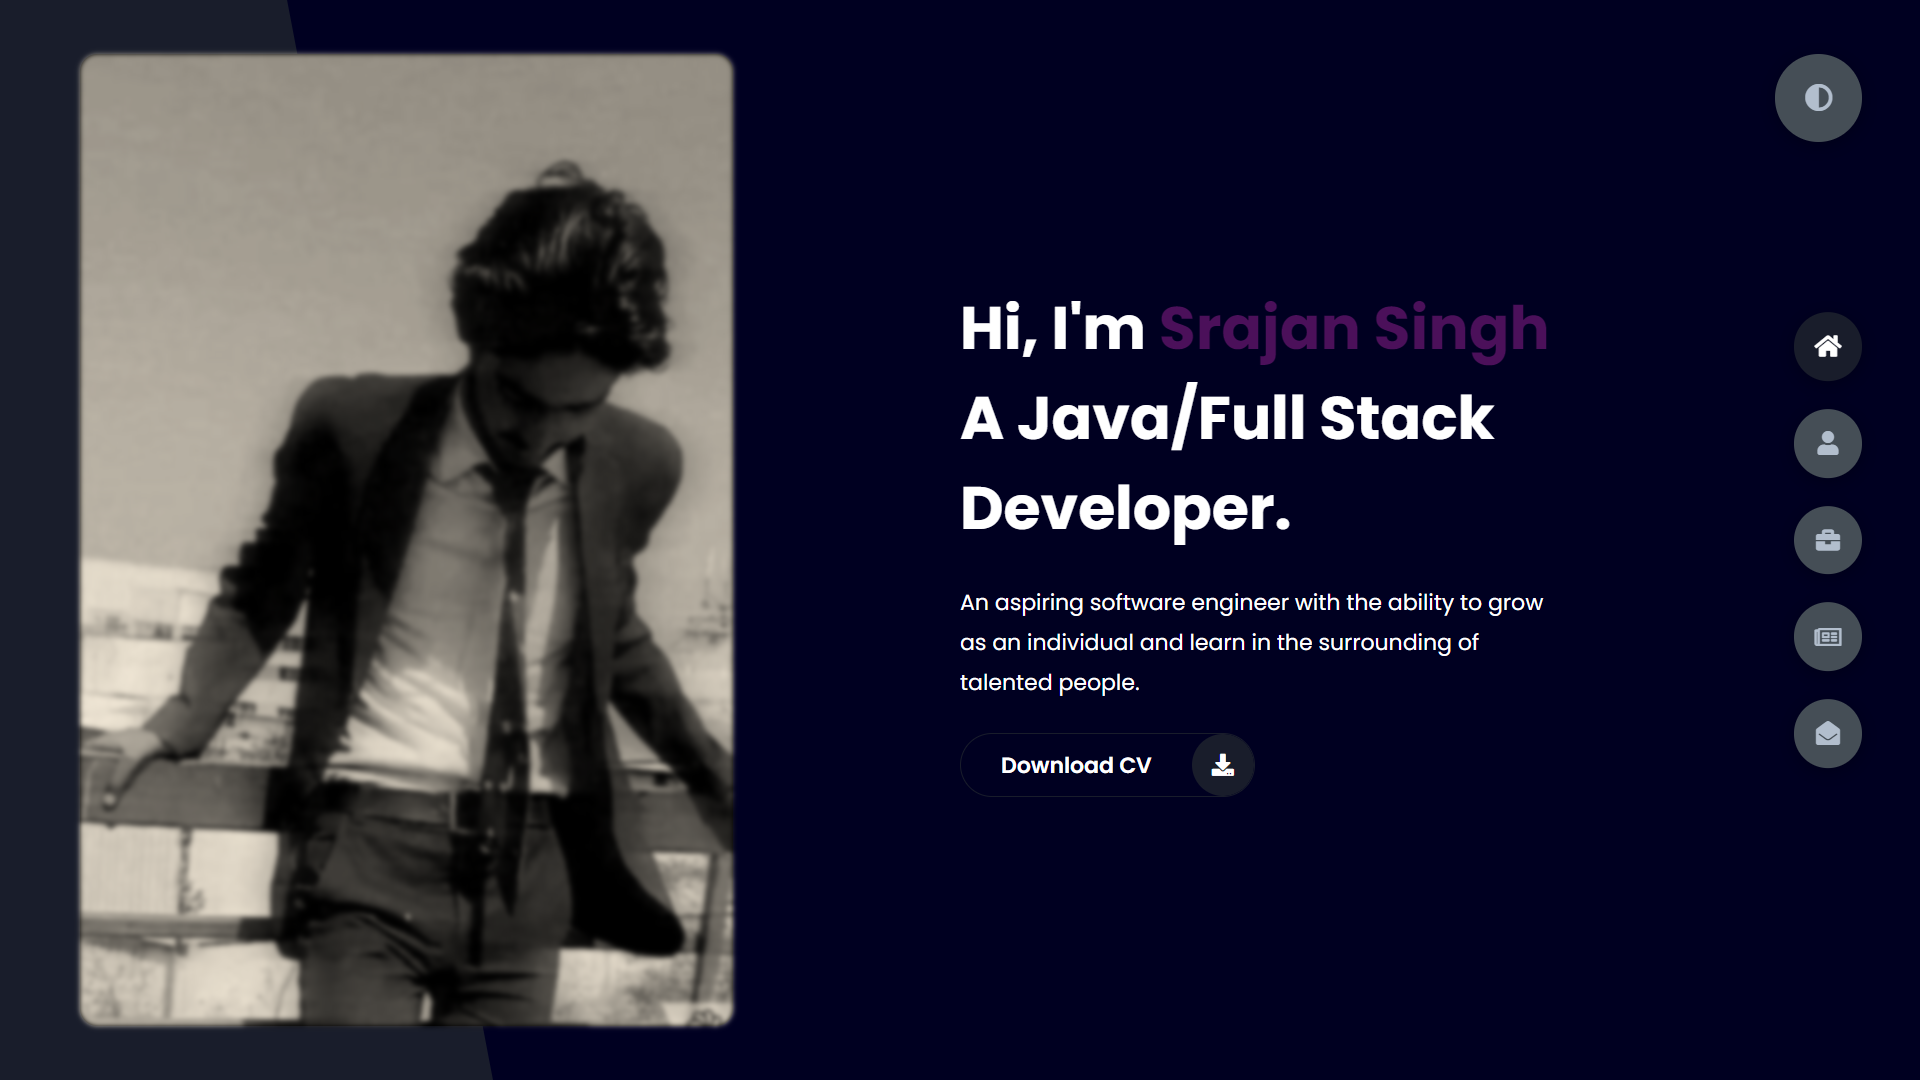 Hi, I'm Srajan Singh
A Java/Full Stack
Developer.
An aspiring software engineer with the ability to grow
as an individual and learn in the surrounding of
talented people.
Download CV